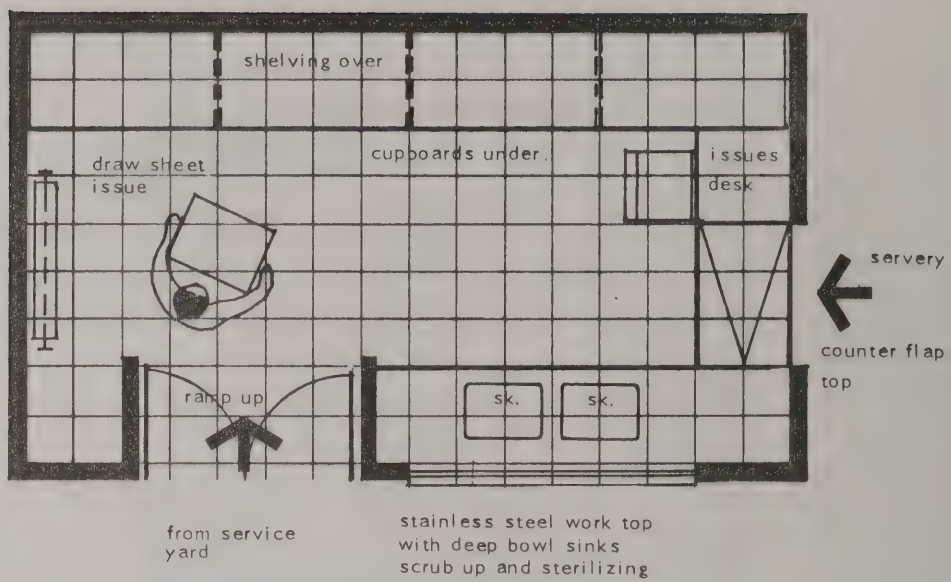 shelving over
draw sheet
issue
cupboards under..
issues
desk
servery
counter flap
top
ramp up
sk.
sk.
from service
yard
stainless steel work top
with deep bowl sinks
scrub up and sterilizing